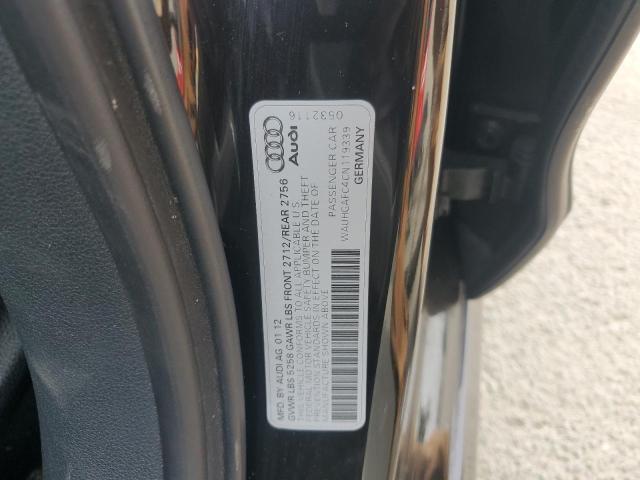 Audi
0532116
MFD. BY AUDI AG 01 12
GVWR LBS 5258 GAWR LBS FRONT 2712/REAR 2756
THIS VEHICLE CONFORMS TO ALL APPLICABLE U.S.
FEDERAL MOTOR VEHICLE SAFETY BUMPER AND THEFT
PREVENTION STANDARDS IN EFFECT ON THE DATE OF
MANUFACTURE SHOWN ABOVE
PASSENGER CAR
WAUHGAFC4CN119339
GERMANY